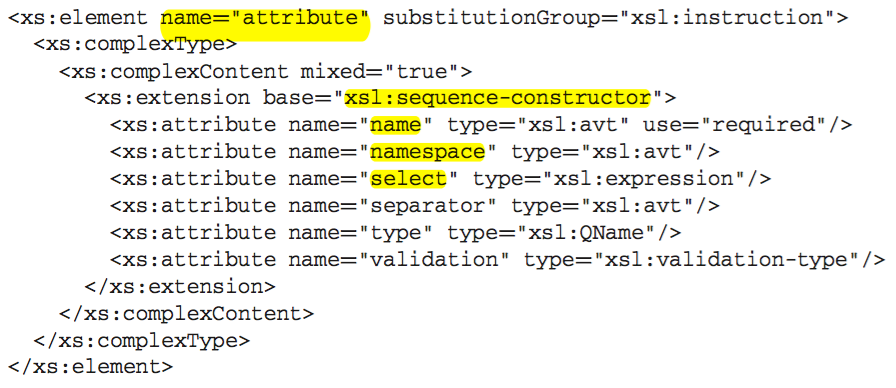 <xs:element name="attribute" substitutionGroup="xsl:instruction">
<xs:complexType>
<xs:complexContent mixed="true">
<xs:extension base="xsl:sequence-constructor">
<xs:attribute name="name" type="xsl:avt" use="required"/>
<xs:attribute name="namespace" type="xsl:avt"/>
<xs:attribute name="select" type="xsl:expression"/>
<xs:attribute name="separator" type="xsl:avt"/>
<xs:attribute name="type" type="xsl:QName"/>
<xs:attribute name="validation" type="xsl:validation-type"/>
</xs:extension>
</xs:complexContent>
</xs:complexType>
</xs:element>